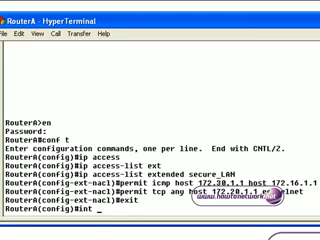 RouterA - HyperTerminal
File Edit View Call Transfer Help
RouterA>en
Password:
RouterA#conf t
Enter configuration commands, one per line. End with CNTL/Z.
RouterA(config)#ip access
RouterA(config)#ip access-list ext
RouterA(config)#ip access-list extended secure_LAN
RouterA(config-ext-nacl)#permit icmp host 172.30.1.1 host 172.16.1.1
RouterA(config-ext-nacl)#permit tcp any host 172.20.1.1 eq telnet
RouterA(config-ext-nacl)#exit
RouterA(config)#int _
www.howtonetwork.net